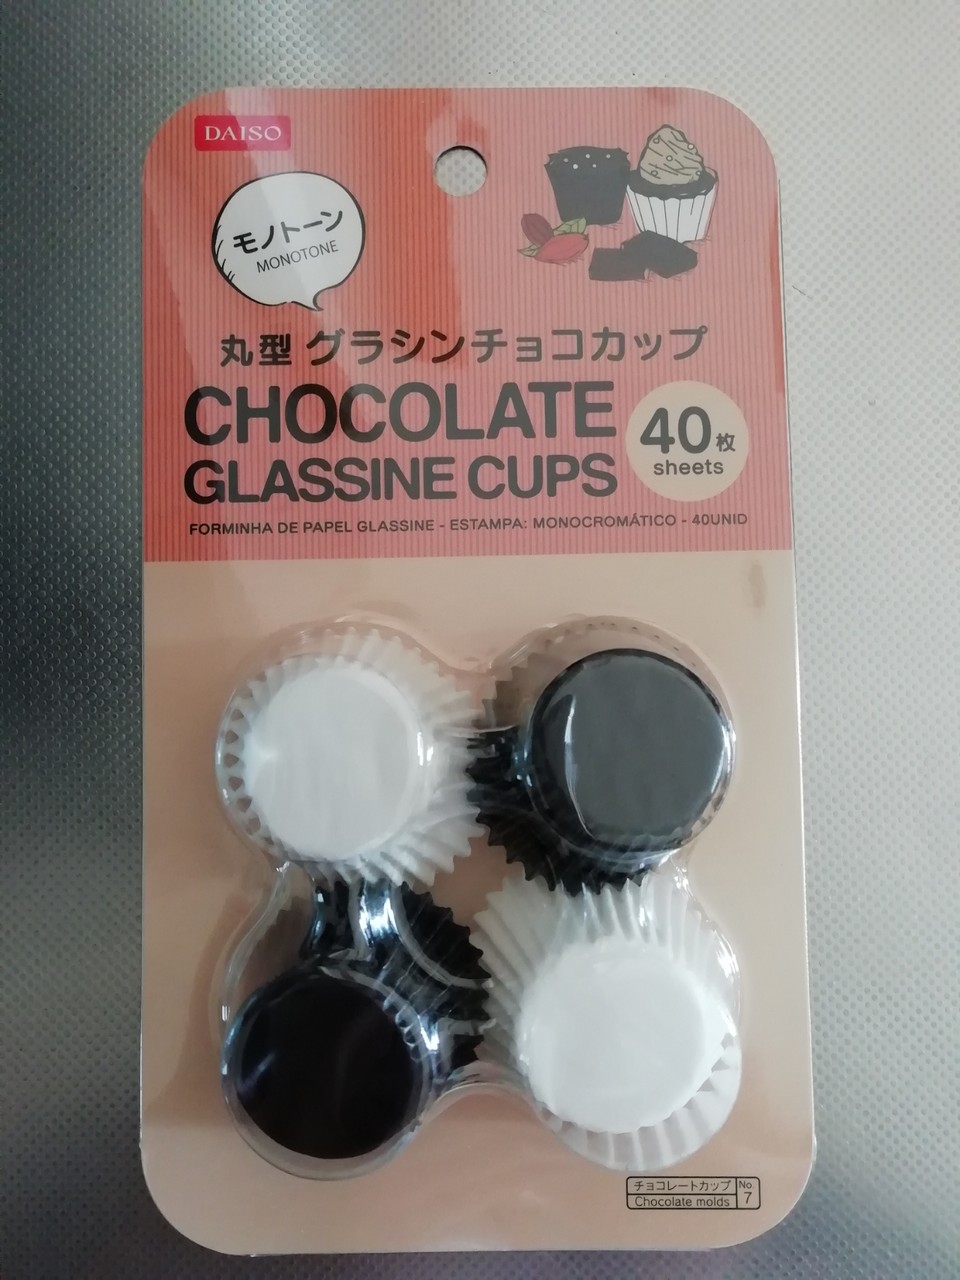 DAISO
モノトーン
MONOTONE
丸型 グラシンチョコカップ
CHOCOLATE
GLASSINE CUPS
40枚
sheets
FORMINHA DE PAPEL GLASSINE - ESTAMPA: MONOCROMÁTICO - 40UNID
チョコレートカップ
Chocolate molds
No.
7